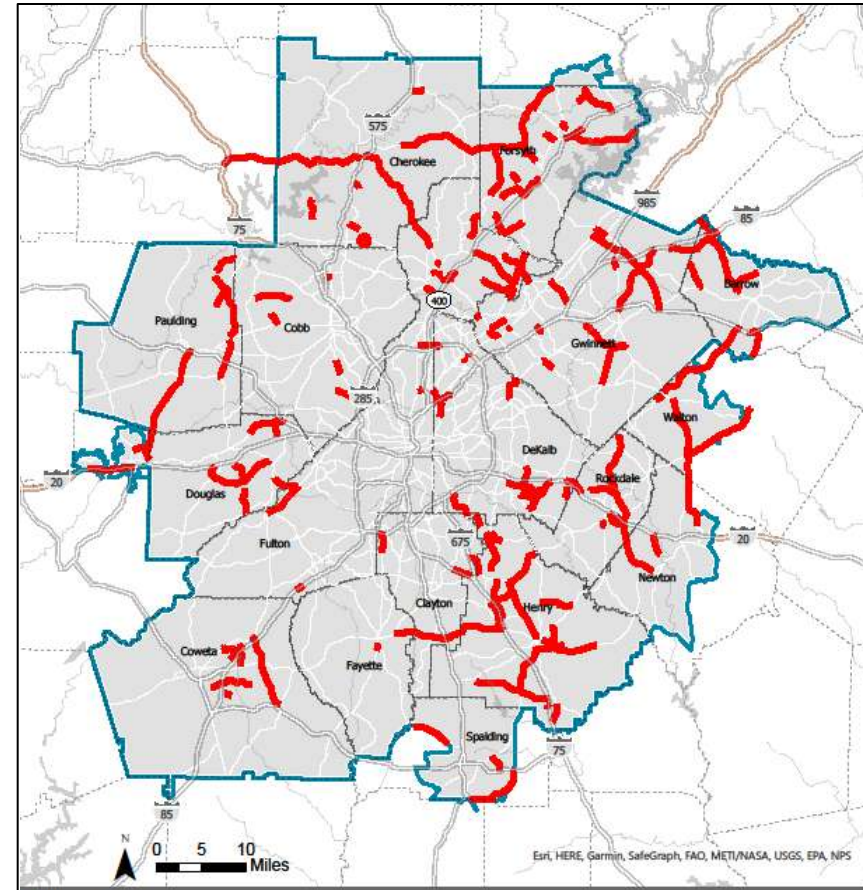 575
Cherokee
Forsyth
985
85
75
Barrow
400
Paulding
Cobb
Gwinnett
285
Walton
DeKalb
Rockdale
20
Douglas
Fulton
675
20
Newton
Clayton
Henry
Coweta
Fayette
Spalding
75
85
N
0 5 10
Miles
Esri, HERE, Garmin, SafeGraph, FAO, METI/NASA, USGS, EPA, NPS